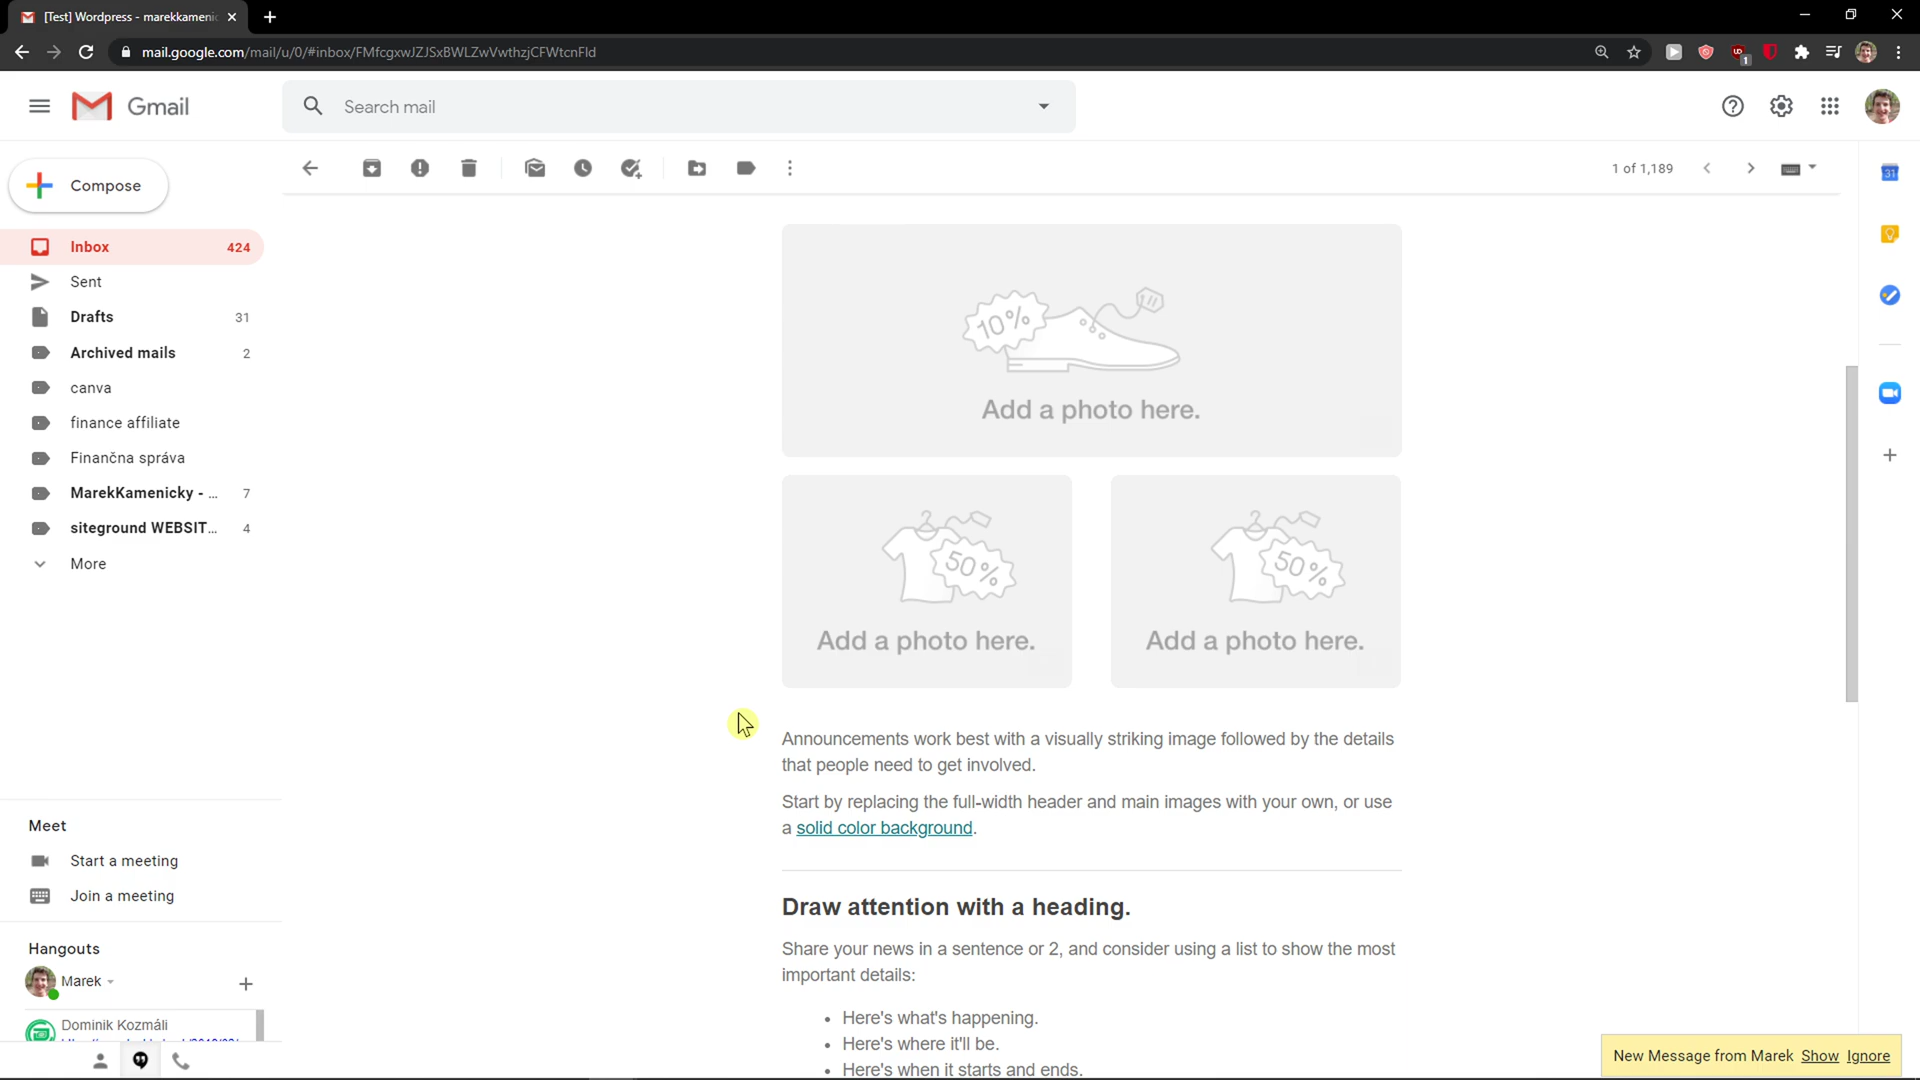 [Test] Wordpress - marekkamenic
mail.google.com/mail/u/0/#inbox/FMfcgxwJZJSxBWLZwVwthzjCFWtcnFld
1
Gmail
Search mail
1 of 1,189
31
Compose
Inbox 424
Sent
Drafts 31
Archived mails 2
canva
finance affiliate
Finančna správa
MarekKamenicky - ... 7
siteground WEBSIT... 4
More
Meet
Start a meeting
Join a meeting
Hangouts
Marek
Dominik Kozmáli
10%
Add a photo here.
50%
Add a photo here.
50%
Add a photo here.
Announcements work best with a visually striking image followed by the details
that people need to get involved.
Start by replacing the full-width header and main images with your own, or use
a solid color background.
Draw attention with a heading.
Share your news in a sentence or 2, and consider using a list to show the most
important details:
• Here's what's happening.
• Here's where it'll be.
• Here's when it starts and ends.
New Message from Marek Show Ignore